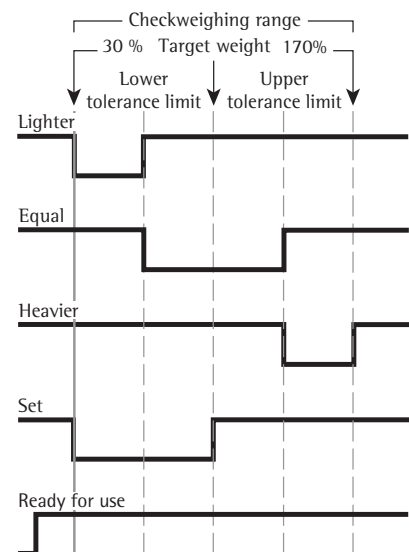 Checkweighing range
30 % Target weight 170%
Lower tolerance limit
Upper tolerance limit
Lighter
Equal
Heavier
Set
Ready for use